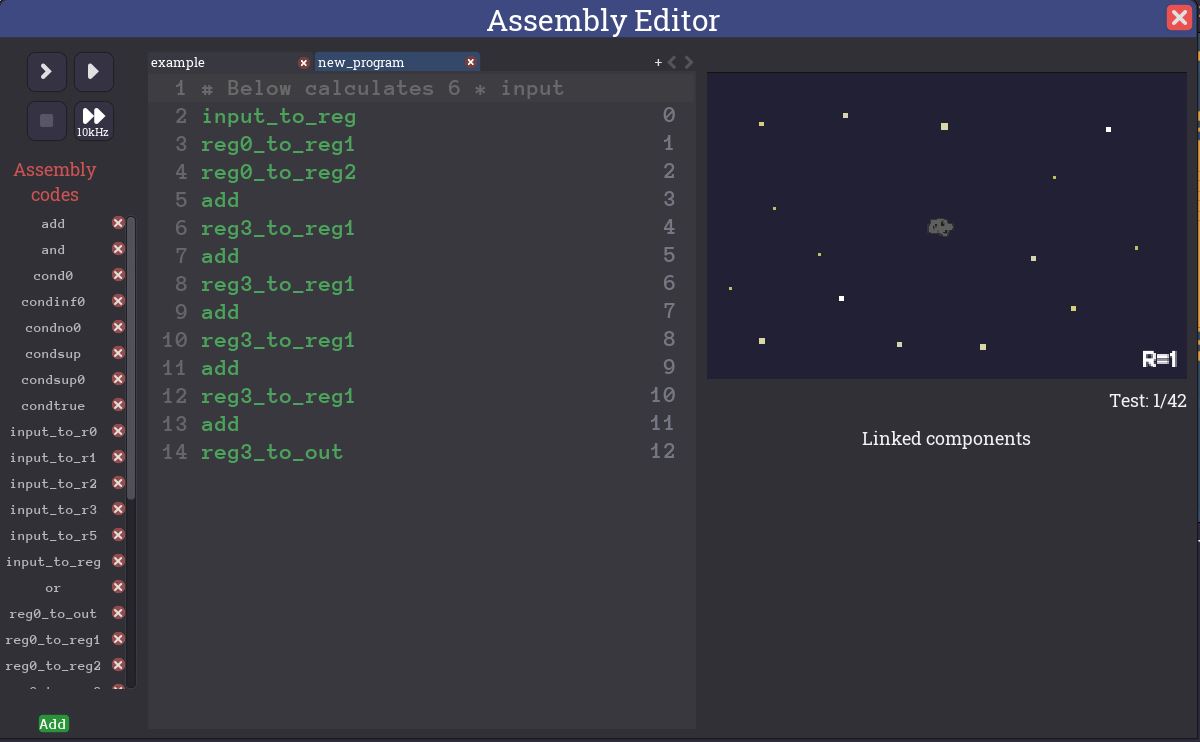 Assembly Editor
10kHz
Assembly
codes
add
and
cond0
condinf0
condno0
condsup
condsup0
condtrue
input_to_r0
input_to_r1
input_to_r2
input_to_r3
input_to_r5
input_to_reg
or
reg0_to_out
reg0_to_reg1
reg0_to_reg2
Add
example
new_program
+
1 # Below calculates 6 * input
2 input_to_reg 0
3 reg0_to_reg1 1
4 reg0_to_reg2 2
5 add 3
6 reg3_to_reg1 4
7 add 5
8 reg3_to_reg1 6
9 add 7
10 reg3_to_reg1 8
11 add 9
12 reg3_to_reg1 10
13 add 11
14 reg3_to_out 12
R=1
Test: 1/42
Linked components